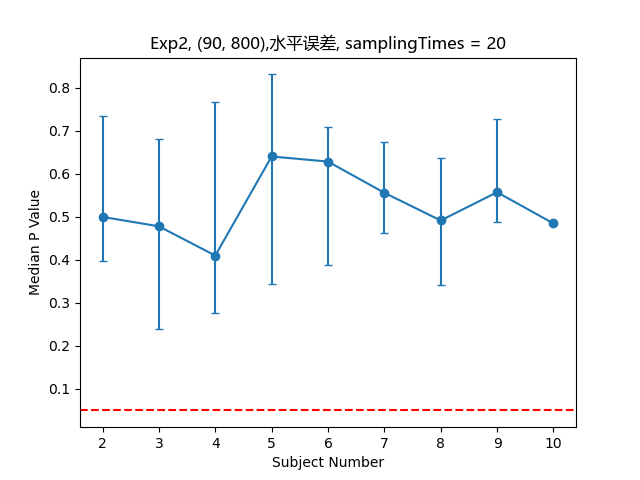 Exp2, (90, 800),水平误差, samplingTimes = 20
Median P Value
0.8
0.7
0.6
0.5
0.4
0.3
0.2
0.1
2 3 4 5 6 7 8 9 10
Subject Number